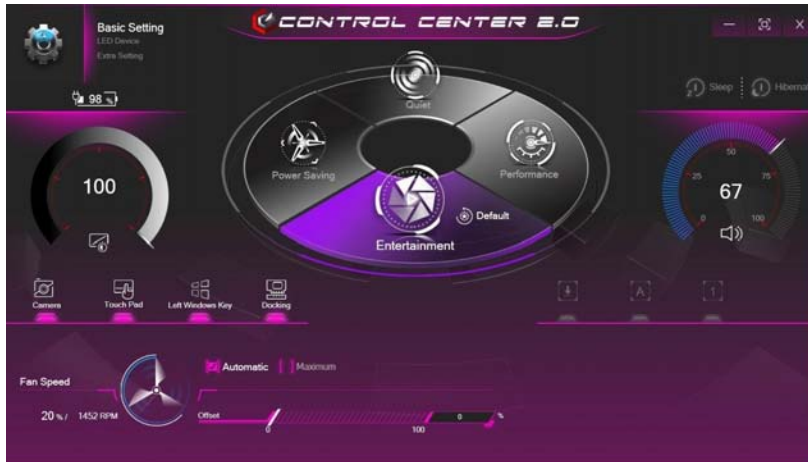 CONTROL CENTER 2.0
Basic Setting
LED Device
Extra Setting
98 %
Sleep
Hibernat
Quiet
Power Saving
Performance
Entertainment
Default
100
0
25
50
75
100
67
Camera
Touch Pad
Left Windows Key
Docking
A
1
Fan Speed
20 % / 1452 RPM
Automatic
Maximum
Offset
0
100
0 %